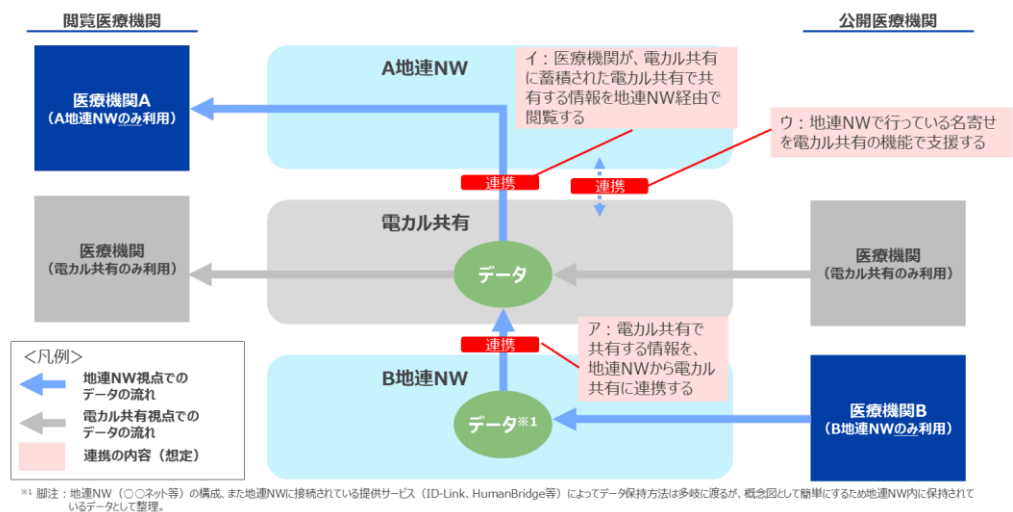 閲覧医療機関
公開医療機関
医療機関A
（A地連NWのみ利用）
A地連NW
イ：医療機関が、電カル共有
に蓄積された電カル共有で共
有する情報を地連NW経由で
閲覧する
ウ：地連NWで行っている名寄せ
を電カル共有の機能で支援する
連携
連携
電カル共有
医療機関
（電カル共有のみ利用）
データ
医療機関
（電カル共有のみ利用）
ア：電カル共有で
共有する情報を、
地連NWから電カル
共有に連携する
連携
B地連NW
データ※1
医療機関B
（B地連NWのみ利用）
＜凡例＞
地連NW視点での
データの流れ
電カル共有視点での
データの流れ
連携の内容（想定）
※1 脚注：地連NW（○○ネット等）の構成、また地連NWに接続されている提供サービス（ID-Link、HumanBridge等）によってデータ保持方法は多岐に渡るが、概念図として簡単にするため地連NW内に保持されて
いるデータとして整理。